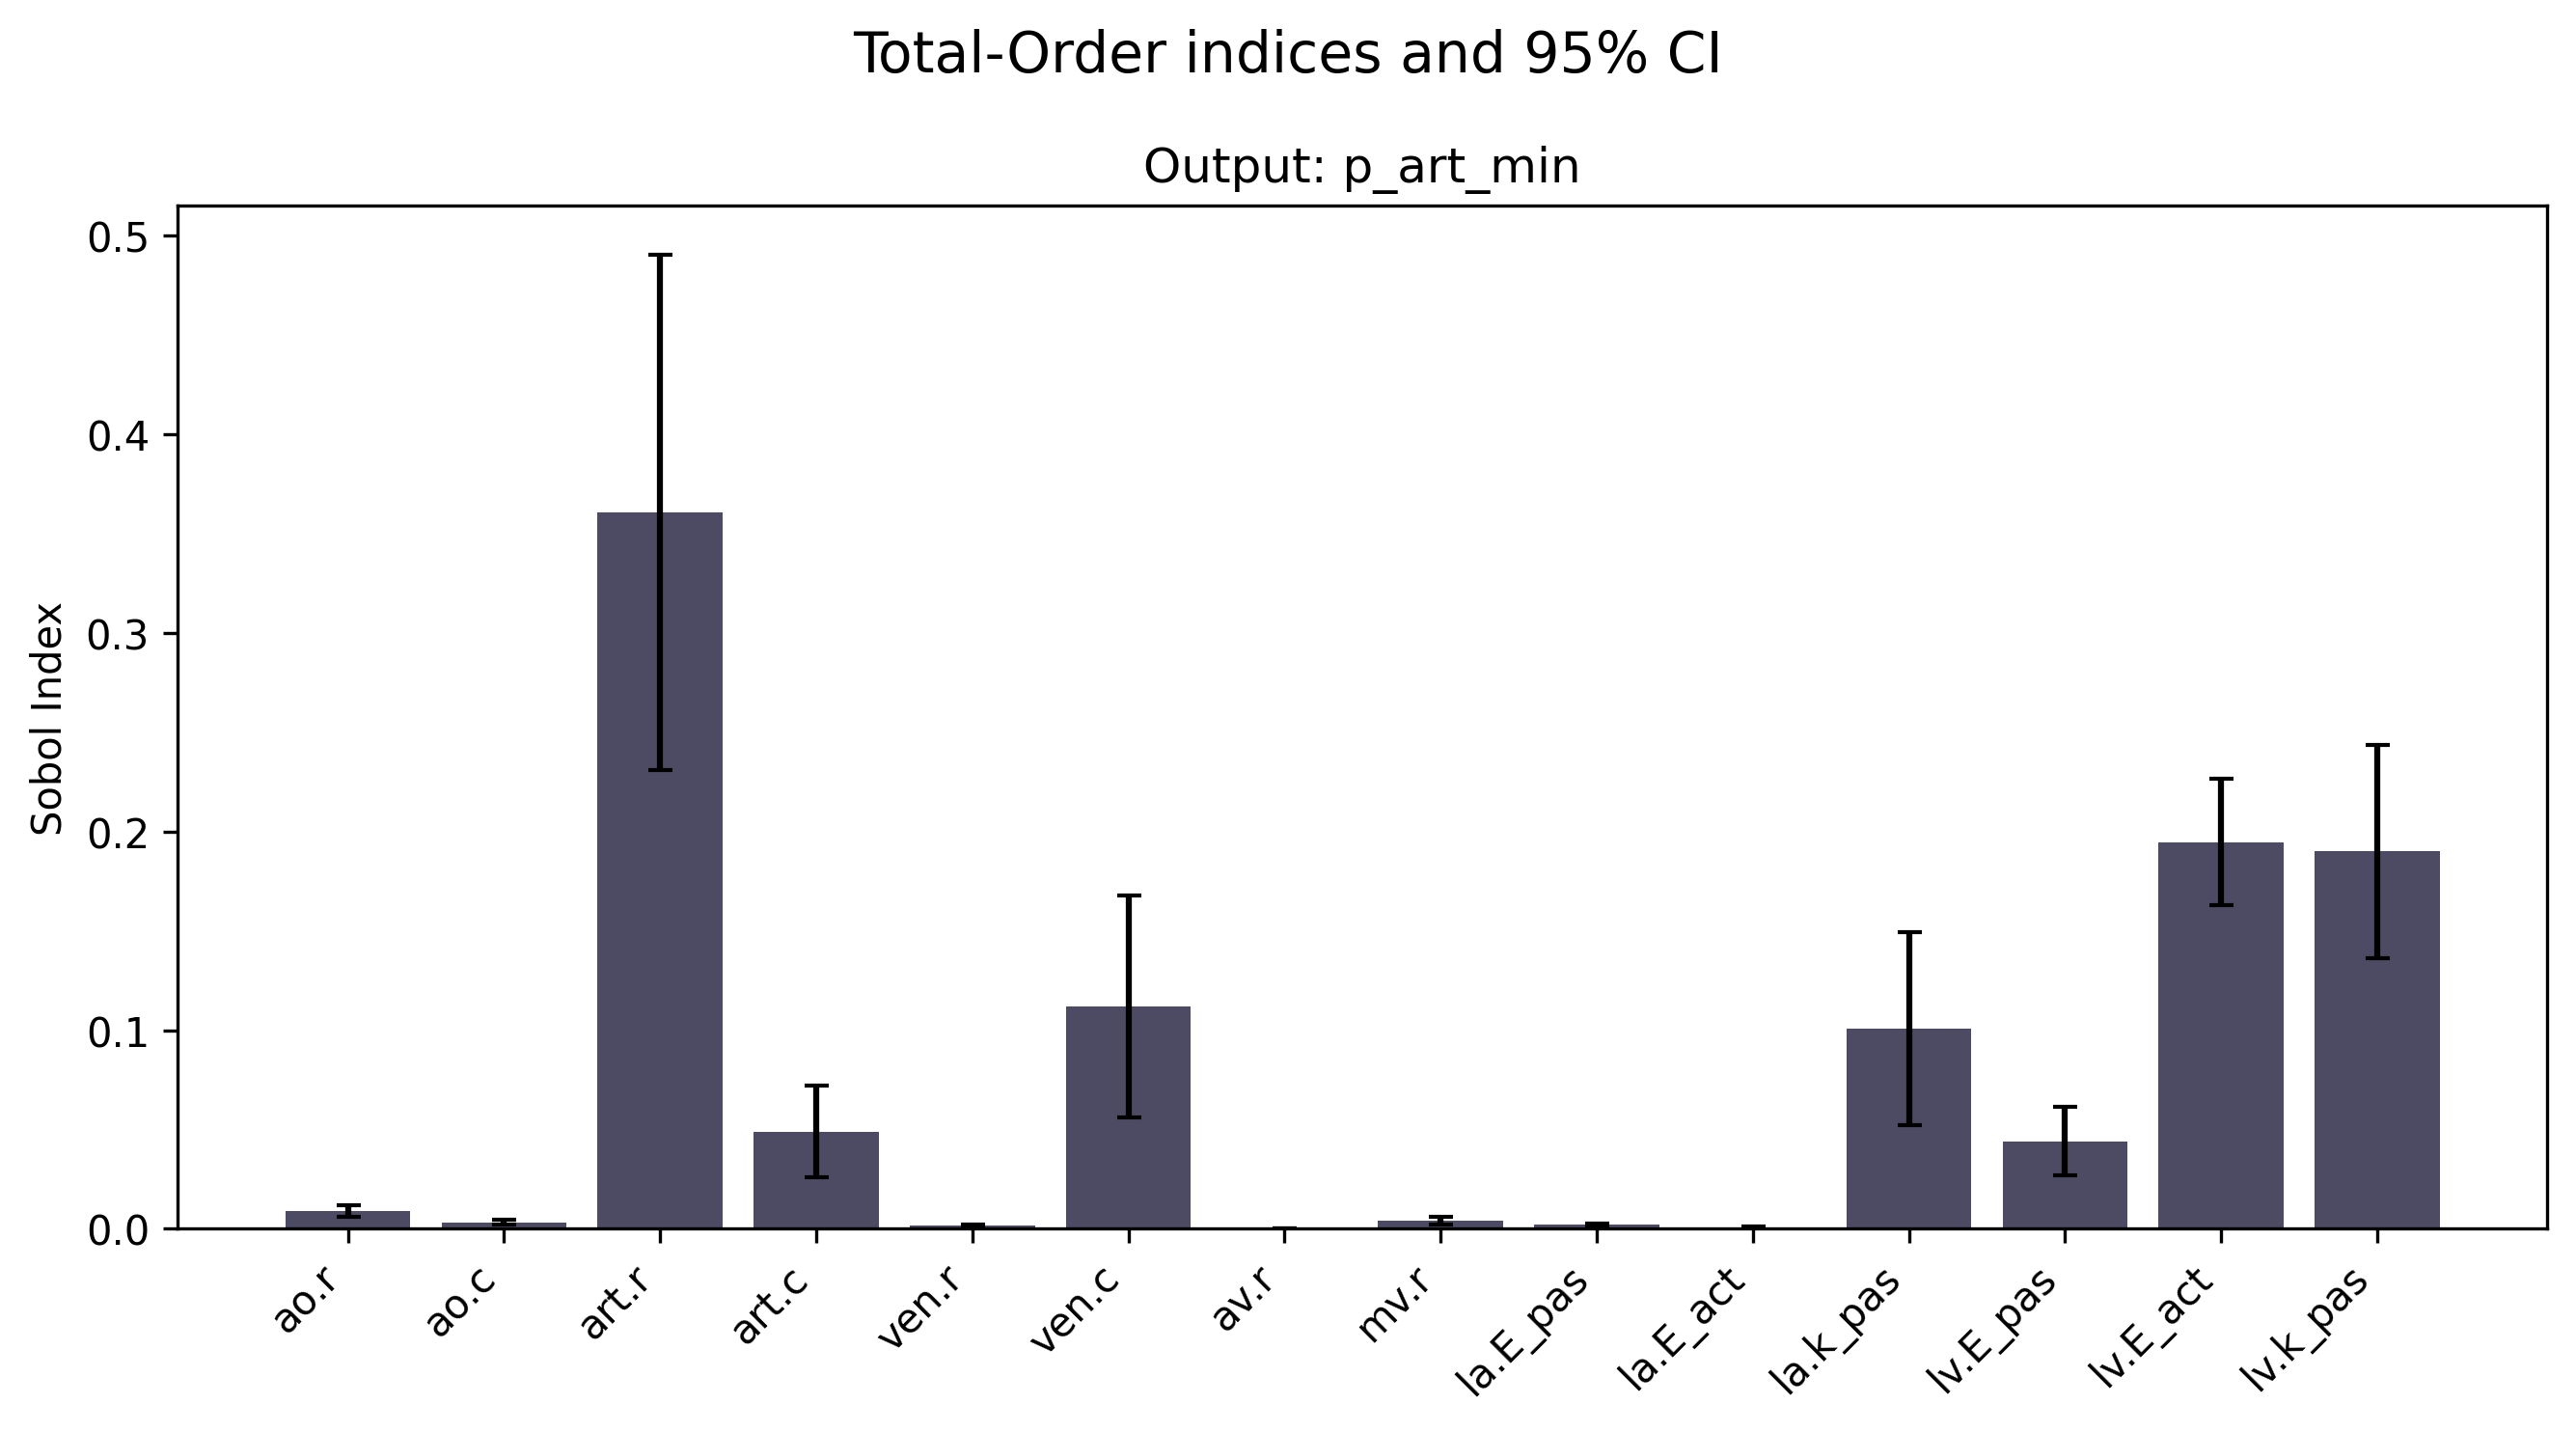 Total-Order indices and 95% CI
Output: p_art_min
Sobol Index
0.5
0.4
0.3
0.2
0.1
0.0
ao.r
ao.c
art.r
art.c
ven.r
ven.c
av.r
mv.r
la.E_pas
la.E_act
la.k_pas
lv.E_pas
lv.E_act
lv.k_pas